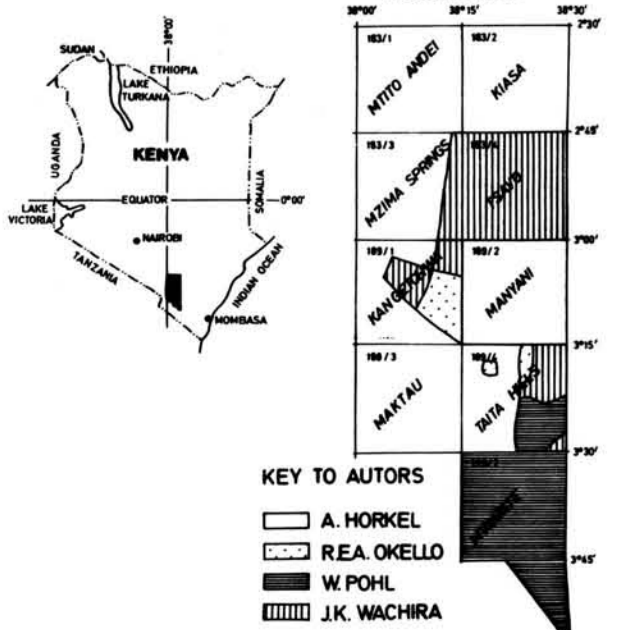 38°00'
SUDAN
ETHIOPIA
LAKE
TURKANA
UGANDA
KENYA
SOMALIA
EQUATOR
0°00'
LAKE
VICTORIA
NAIROBI
TANZANIA
INDIAN OCEAN
MOMBASA
38°00' 38°15' 38°30'
2°30'
183/1
MTITO ANDEI
183/2
KIASA
2°45'
183/3
MZIMA SPRINGS
183/4
TSAVO
3°00'
189/1
189/2
MANYANI
3°15'
189/3
MAKTAU
189/4
TAITA HILLS
3°30'
3°45'
KEY TO AUTORS
A. HORKEL
R.E.A. OKELLO
W. POHL
J.K. WACHIRA